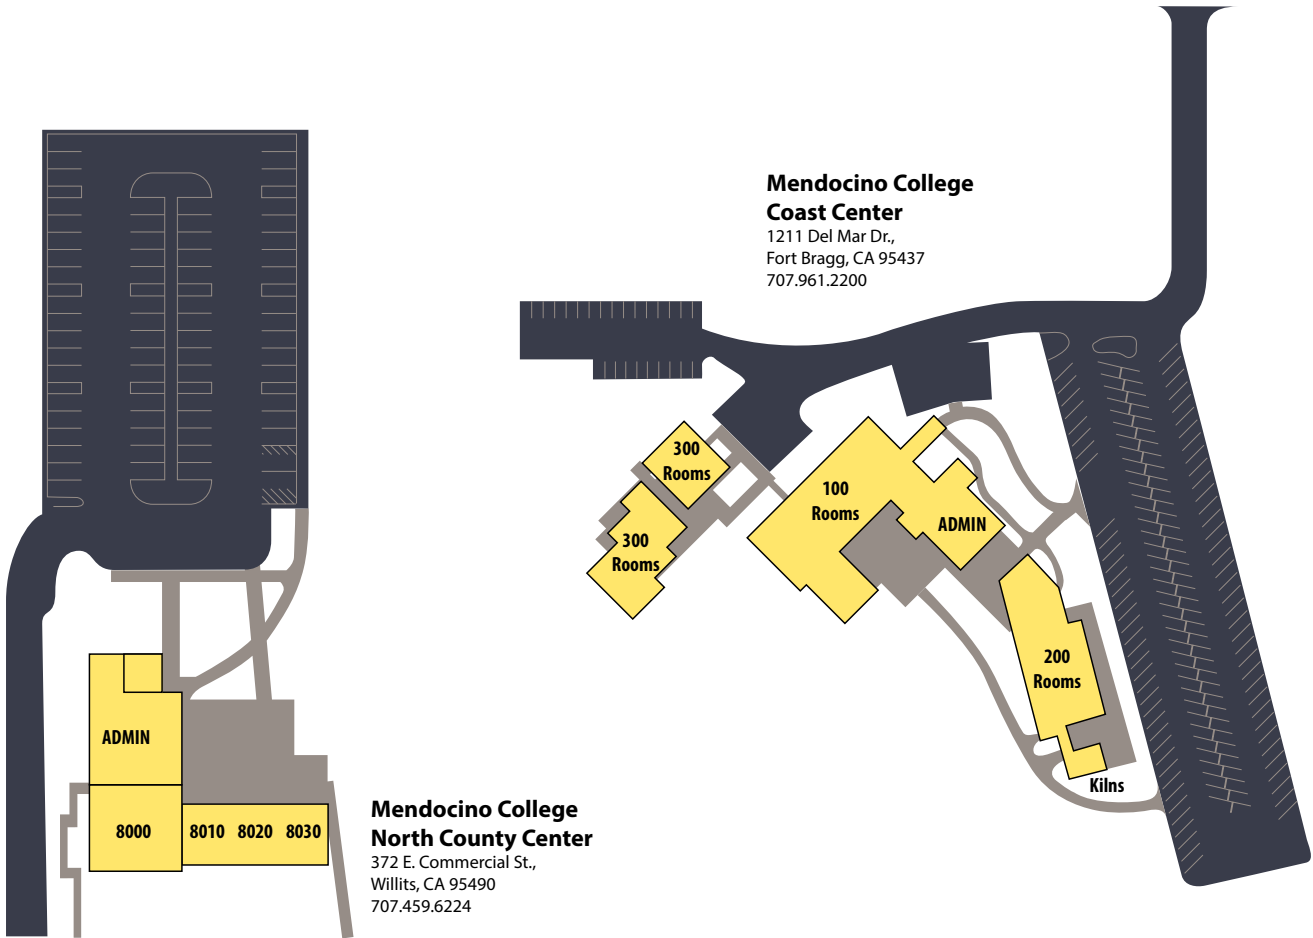 Mendocino College
Coast Center
1211 Del Mar Dr.,
Fort Bragg, CA 95437
707.961.2200
300
Rooms
300
Rooms
100
Rooms
ADMIN
200
Rooms
Kilns
ADMIN
8000
8010 8020 8030
Mendocino College
North County Center
372 E. Commercial St.,
Willits, CA 95490
707.459.6224